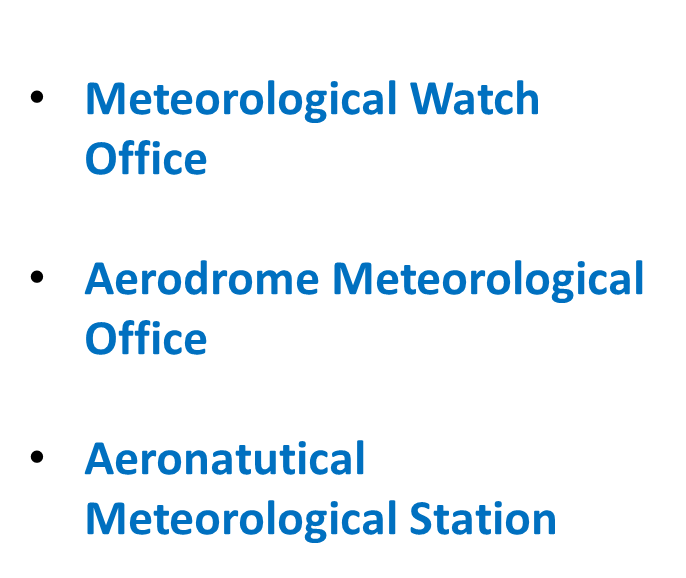 • Meteorological Watch
Office
• Aerodrome Meteorological
Office
• Aeronatutical
Meteorological Station